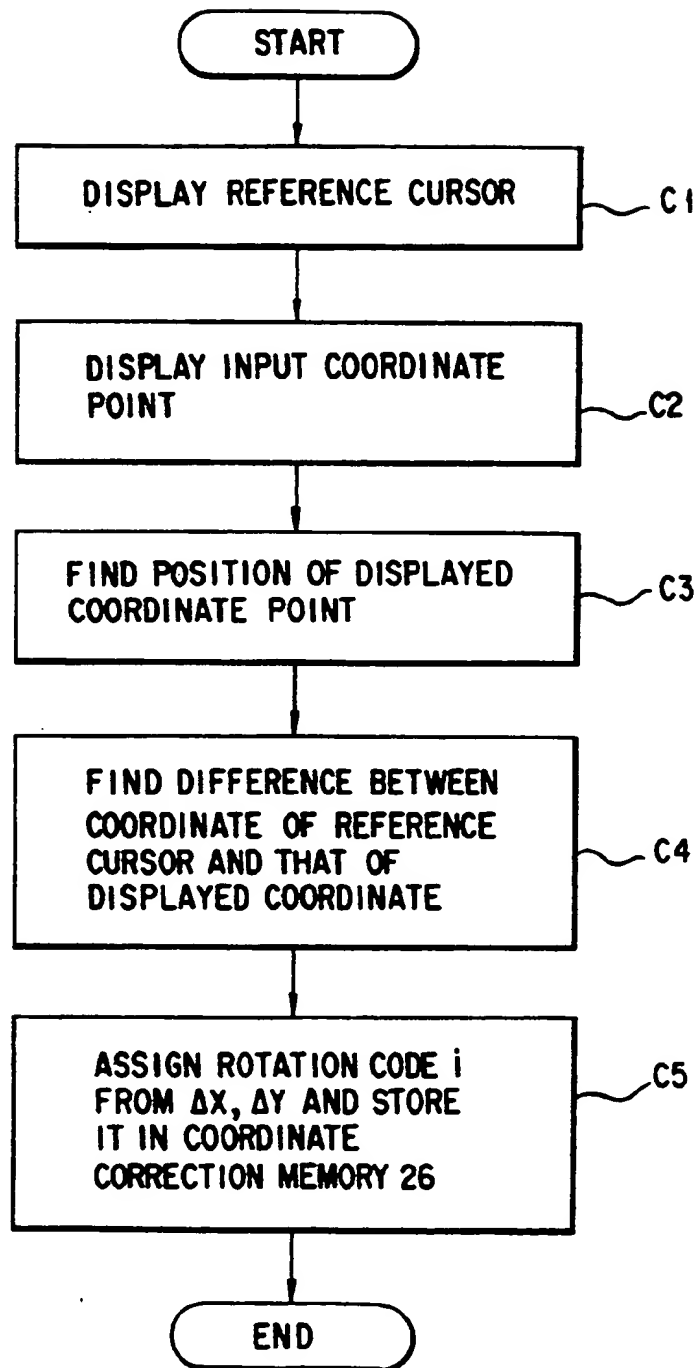 START
DISPLAY REFERENCE CURSOR
C1
DISPLAY INPUT COORDINATE
POINT
C2
FIND POSITION OF DISPLAYED
COORDINATE POINT
C3
FIND DIFFERENCE BETWEEN
COORDINATE OF REFERENCE
CURSOR AND THAT OF
DISPLAYED COORDINATE
C4
ASSIGN ROTATION CODE i
FROM ΔX, ΔY AND STORE
IT IN COORDINATE
CORRECTION MEMORY 26
C5
END